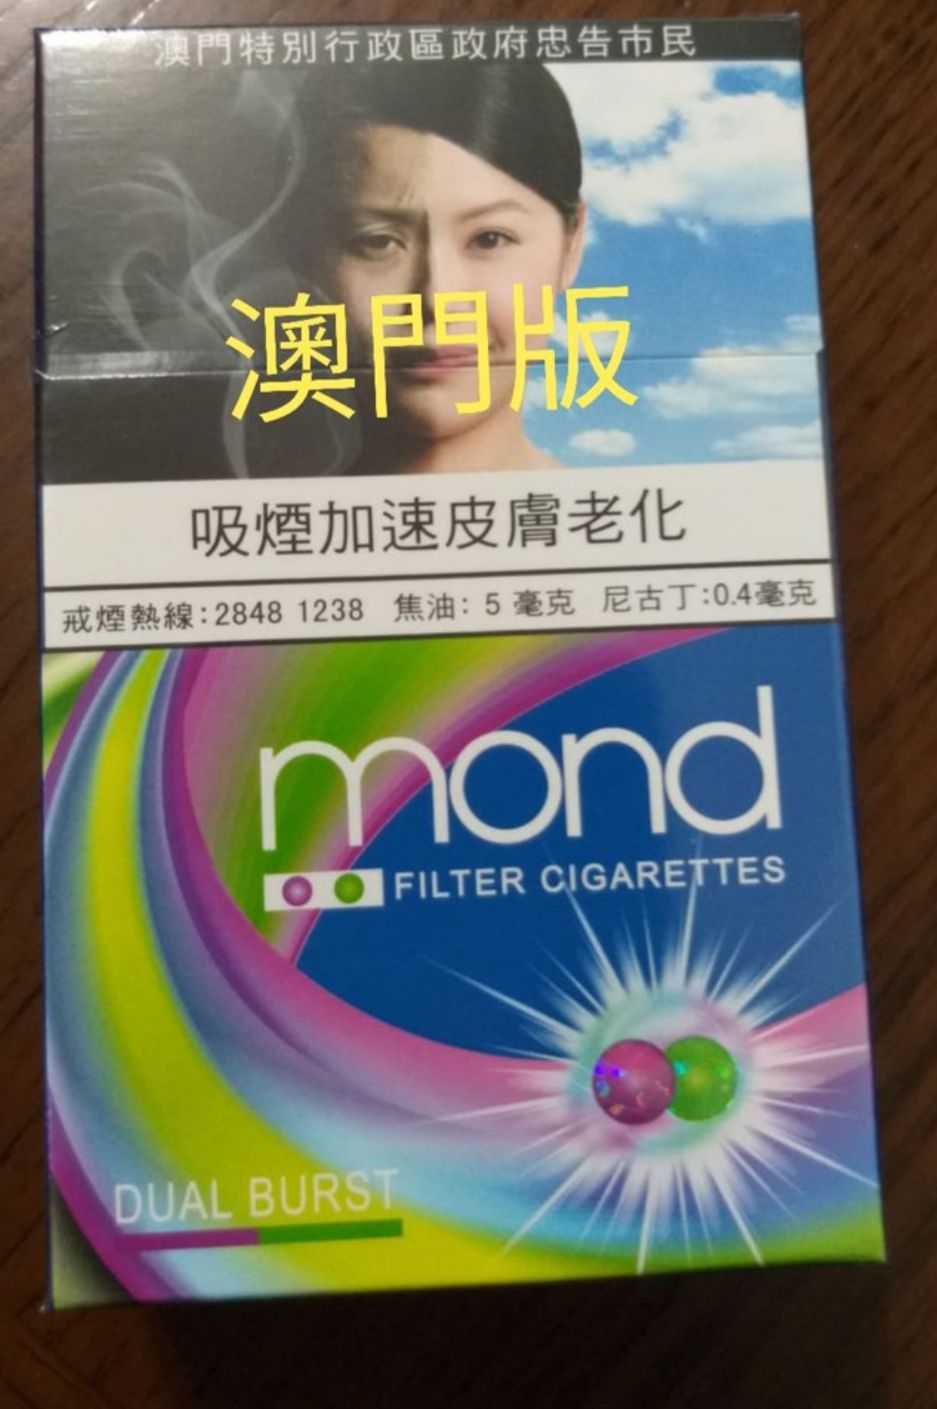 澳門特別行政區政府忠告市民
澳門版
吸煙加速皮膚老化
戒煙熱線：2848 1238 焦油：5 毫克 尼古丁：0.4毫克
mond
FILTER CIGARETTES
DUAL BURST